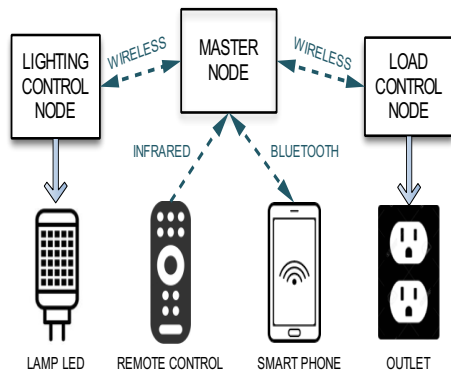 LIGHTING
CONTROL
NODE
WIRELESS
MASTER
NODE
WIRELESS
LOAD
CONTROL
NODE
INFRARED
BLUETOOTH
LAMP LED
REMOTE CONTROL
SMART PHONE
OUTLET